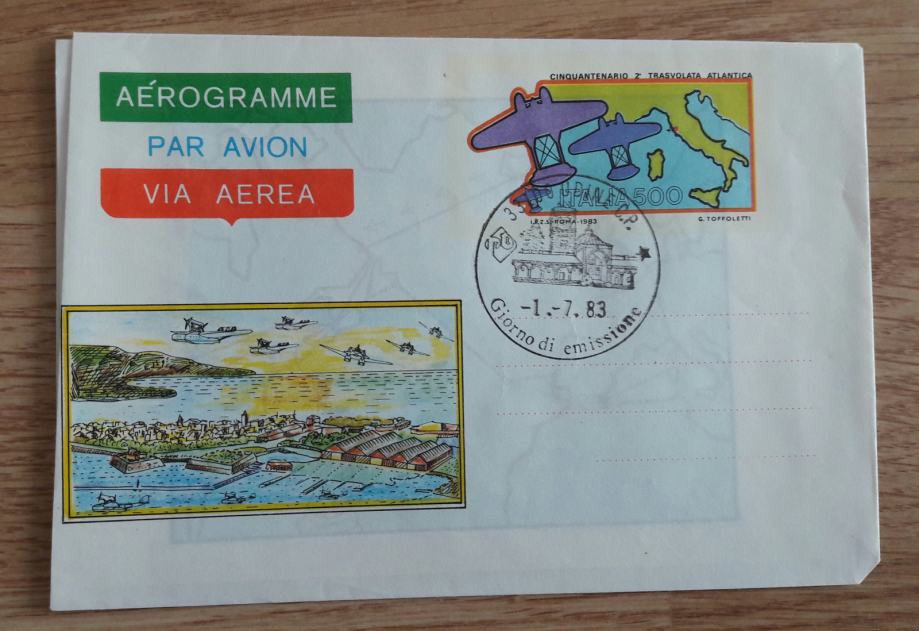 AÉROGRAMME
PAR AVION
VIA AEREA
CINQUANTENARIO 2ª TRASVOLATA ATLANTICA
ITALIA 500
I.P.Z.S.-ROMA-1983
G. TOFFOLETTI
-1.-7.83
Giorno di emissione